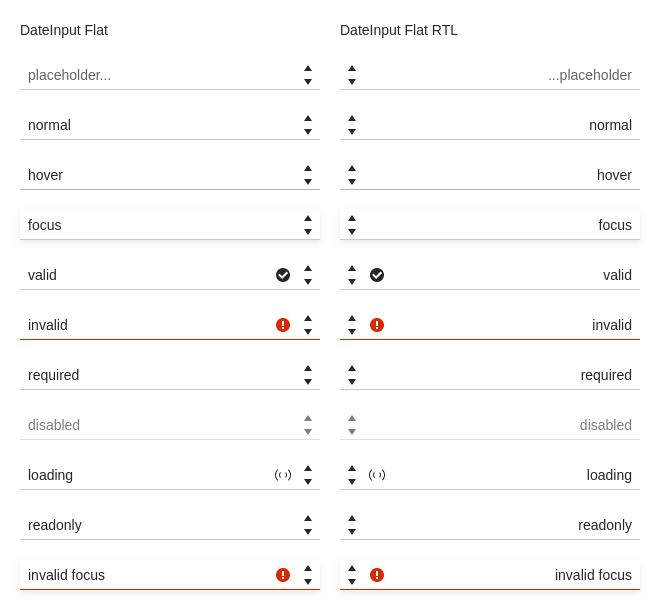 DateInput Flat
placeholder...
normal
hover
focus
valid
invalid
required
disabled
loading
readonly
invalid focus
DateInput Flat RTL
...placeholder
normal
hover
focus
valid
invalid
required
disabled
loading
readonly
invalid focus